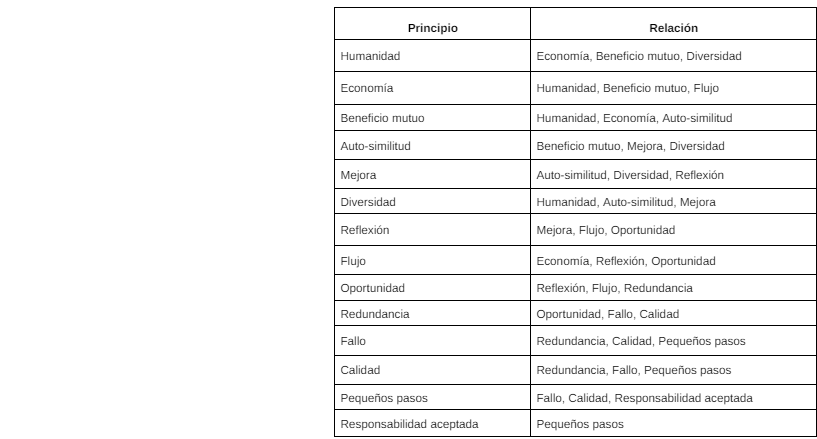 Principio Relación
Humanidad Economía, Beneficio mutuo, Diversidad
Economía Humanidad, Beneficio mutuo, Flujo
Beneficio mutuo Humanidad, Economía, Auto-similitud
Auto-similitud Beneficio mutuo, Mejora, Diversidad
Mejora Auto-similitud, Diversidad, Reflexión
Diversidad Humanidad, Auto-similitud, Mejora
Reflexión Mejora, Flujo, Oportunidad
Flujo Economía, Reflexión, Oportunidad
Oportunidad Reflexión, Flujo, Redundancia
Redundancia Oportunidad, Fallo, Calidad
Fallo Redundancia, Calidad, Pequeños pasos
Calidad Redundancia, Fallo, Pequeños pasos
Pequeños pasos Fallo, Calidad, Responsabilidad aceptada
Responsabilidad aceptada Pequeños pasos